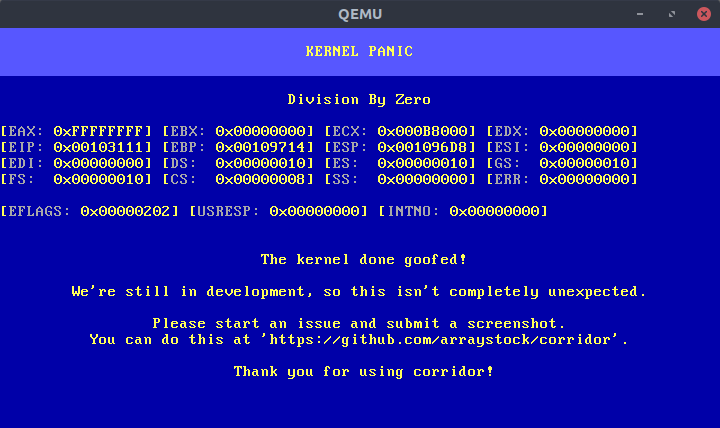 QEMU
KERNEL PANIC
Division By Zero
[EAX: 0xFFFFFFFF] [EBX: 0x00000000] [ECX: 0x000B8000] [EDX: 0x00000000]
[EIP: 0x00103111] [EBP: 0x00109714] [ESP: 0x001096D8] [ESI: 0x00000000]
[EDI: 0x00000000] [DS: 0x00000010] [ES: 0x00000010] [GS: 0x00000010]
[FS: 0x00000010] [CS: 0x00000008] [SS: 0x00000000] [ERR: 0x00000000]
[EFLAGS: 0x00000202] [USRESP: 0x00000000] [INTNO: 0x00000000]
The kernel done goofed!
We're still in development, so this isn't completely unexpected.
Please start an issue and submit a screenshot.
You can do this at 'https://github.com/arraystock/corridor'.
Thank you for using corridor!